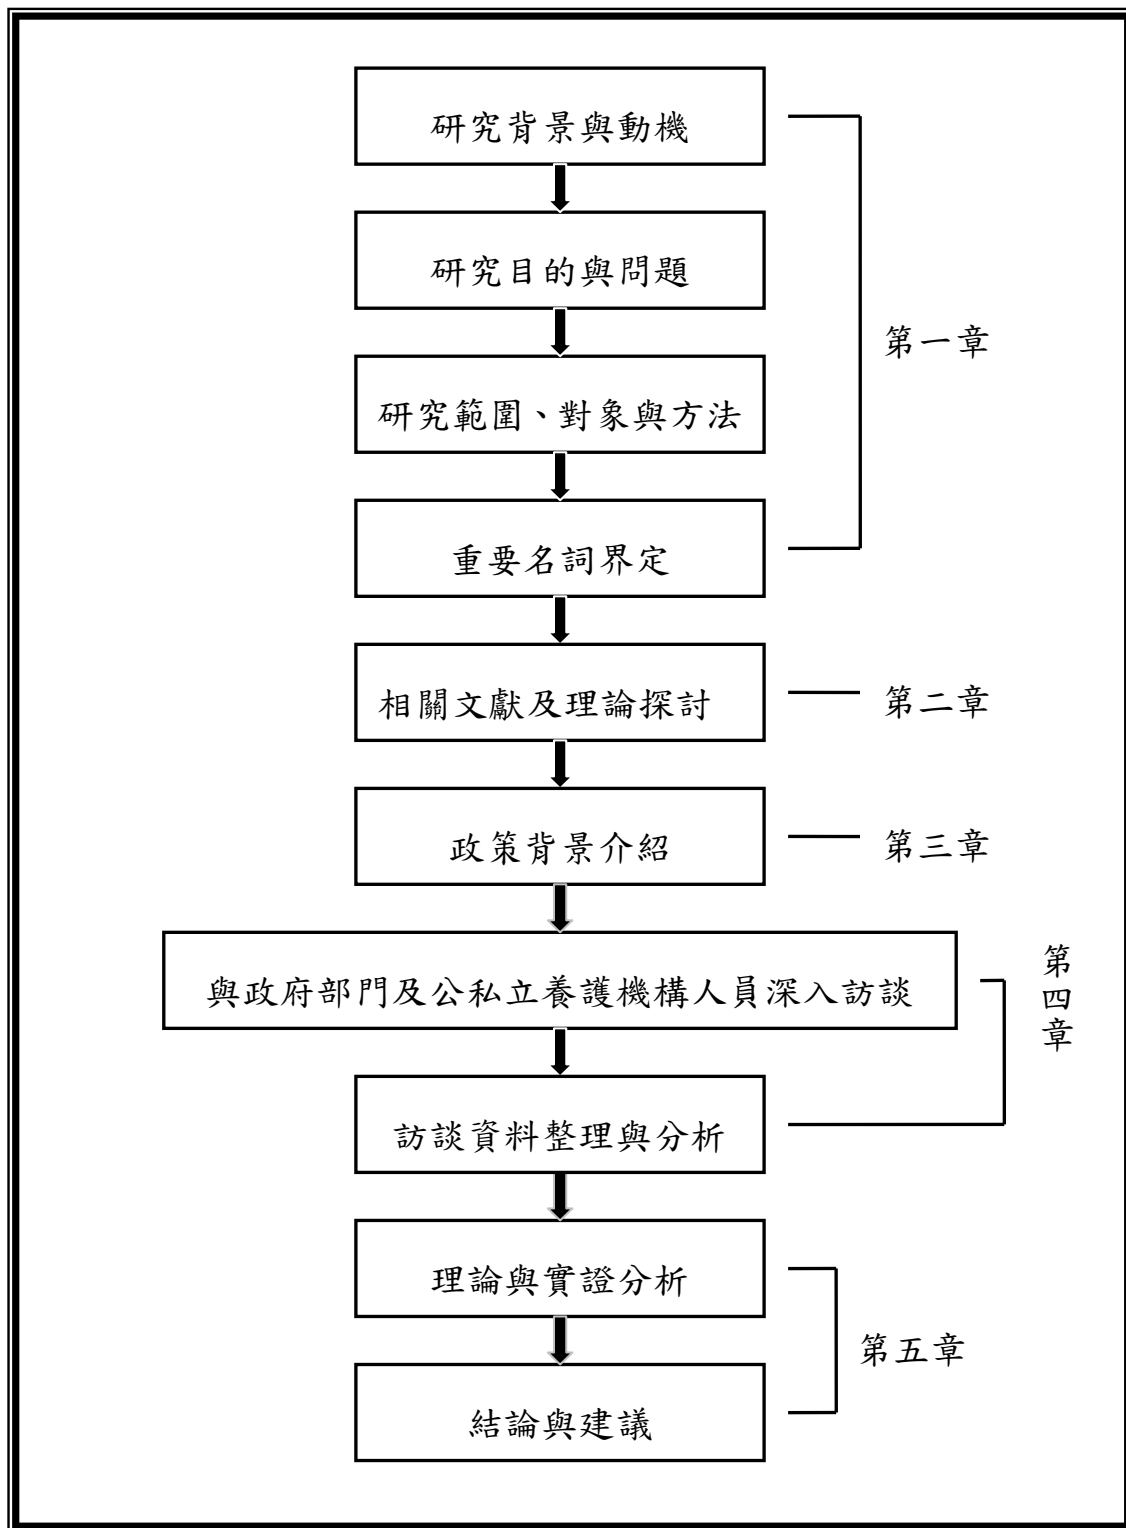 研究背景與動機
研究目的與問題
第一章
研究範圍、對象與方法
重要名詞界定
相關文獻及理論探討
第二章
政策背景介紹
第三章
與政府部門及公私立養護機構人員深入訪談
第四章
訪談資料整理與分析
理論與實證分析
第五章
結論與建議